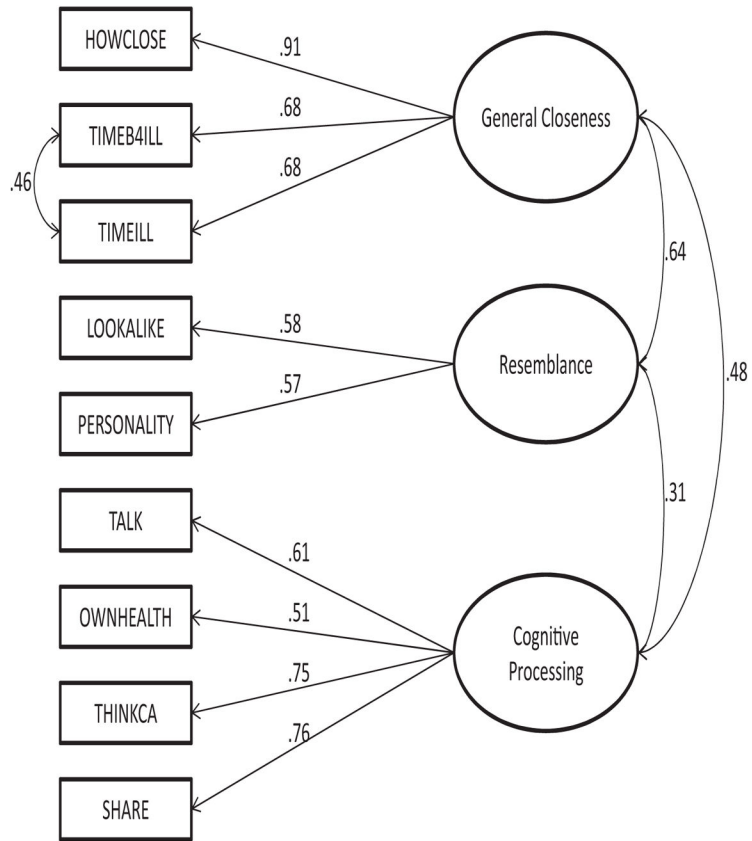 HOWCLOSE
.91
General Closeness
.68
TIMEB4ILL
.46
.68
TIMEILL
.64
LOOKALIKE
.58
Resemblance
.48
.57
PERSONALITY
TALK
.31
.61
OWNHEALTH
.51
Cognitive
Processing
.75
THINKCA
.76
SHARE